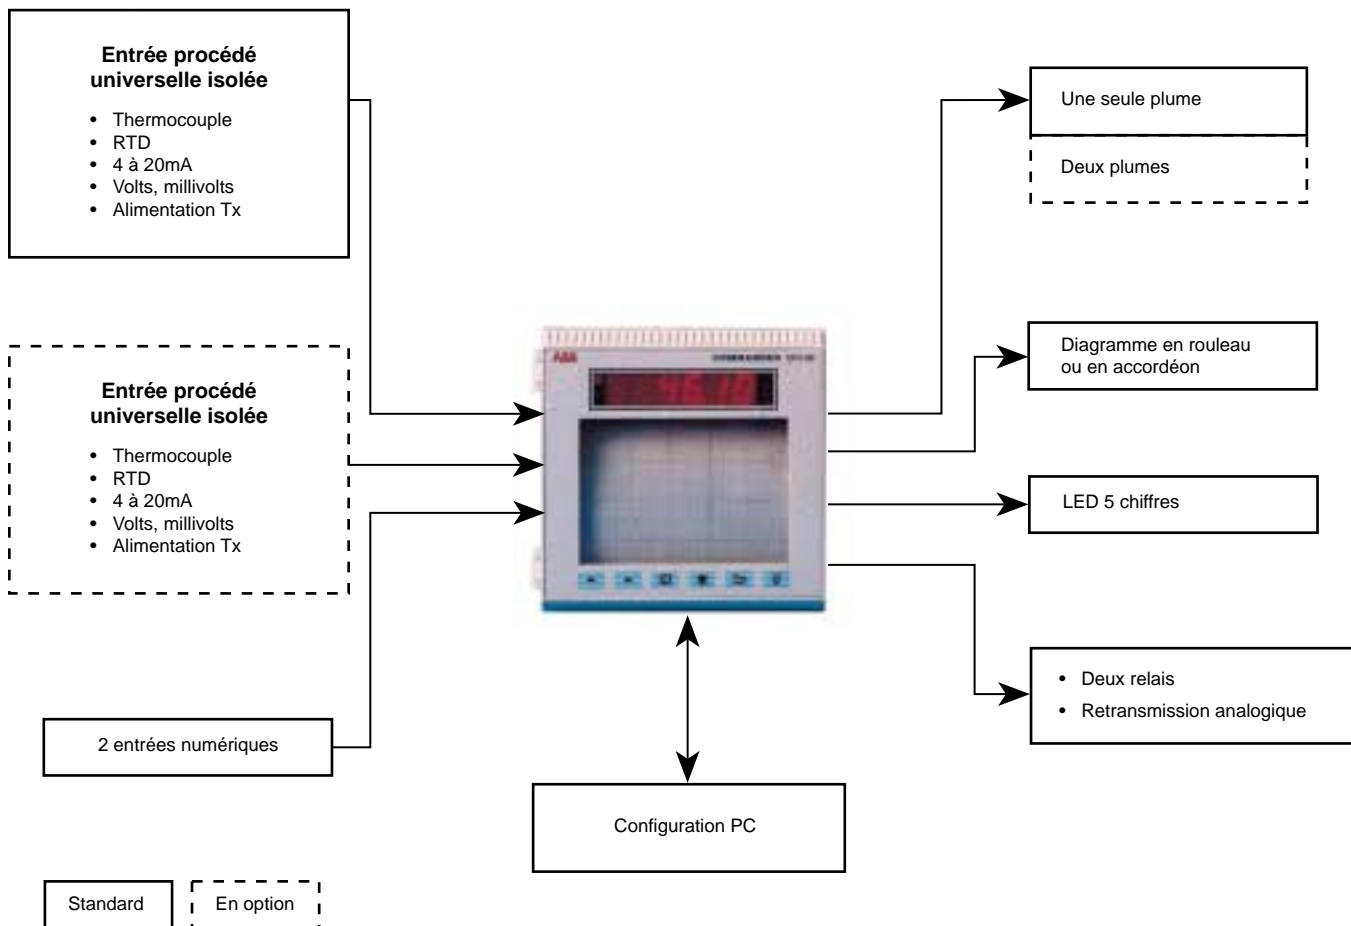 Entrée procédé
universelle isolée
• Thermocouple
• RTD
• 4 à 20mA
• Volts, millivolts
• Alimentation Tx
Entrée procédé
universelle isolée
• Thermocouple
• RTD
• 4 à 20mA
• Volts, millivolts
• Alimentation Tx
2 entrées numériques
Standard
En option
ABB
Configuration PC
Une seule plume
Deux plumes
Diagramme en rouleau
ou en accordéon
LED 5 chiffres
• Deux relais
• Retransmission analogique